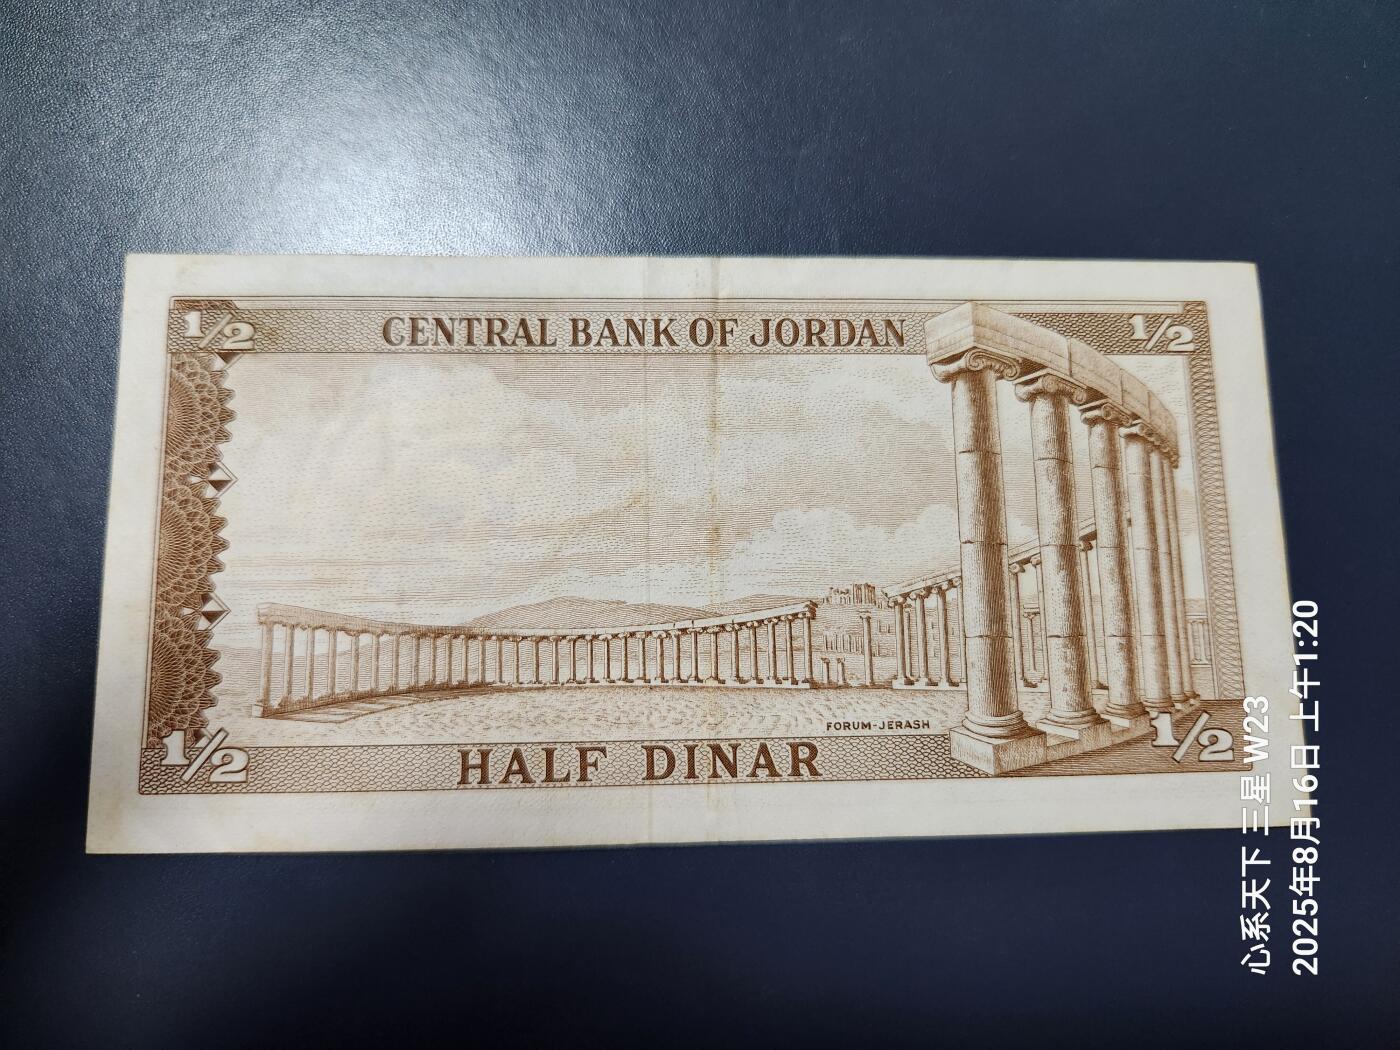 1/2
CENTRAL BANK OF JORDAN
1/2
FORUM-JERASH
1/2
HALF DINAR
1/2
心系天下 三星 W23
2025年8月16日 上午1:20